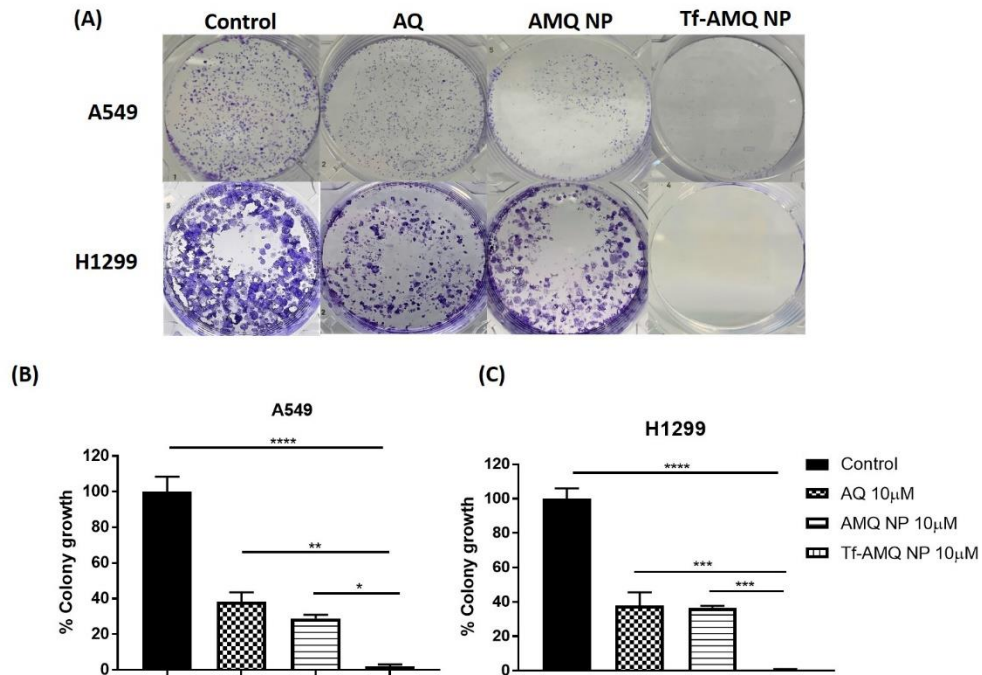 (A)
Control AQ AMQ NP Tf-AMQ NP
A549
H1299
(B)
(C)
A549
% Colony growth
120
100
80
60
40
20
0
****
**
*
H1299
% Colony growth
120
100
80
60
40
20
0
****
***
***
Control
AQ 10μM
AMQ NP 10μM
Tf-AMQ NP 10μM